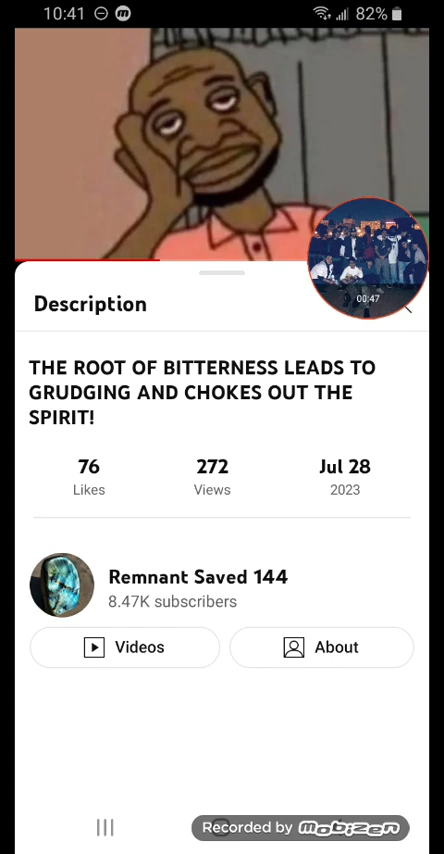 10:41
82%
00:47
Description
THE ROOT OF BITTERNESS LEADS TO
GRUDGING AND CHOKES OUT THE
SPIRIT!
76 272 Jul 28
Likes Views 2023
Remnant Saved 144
8.47K subscribers
Videos About
Recorded by mobizen